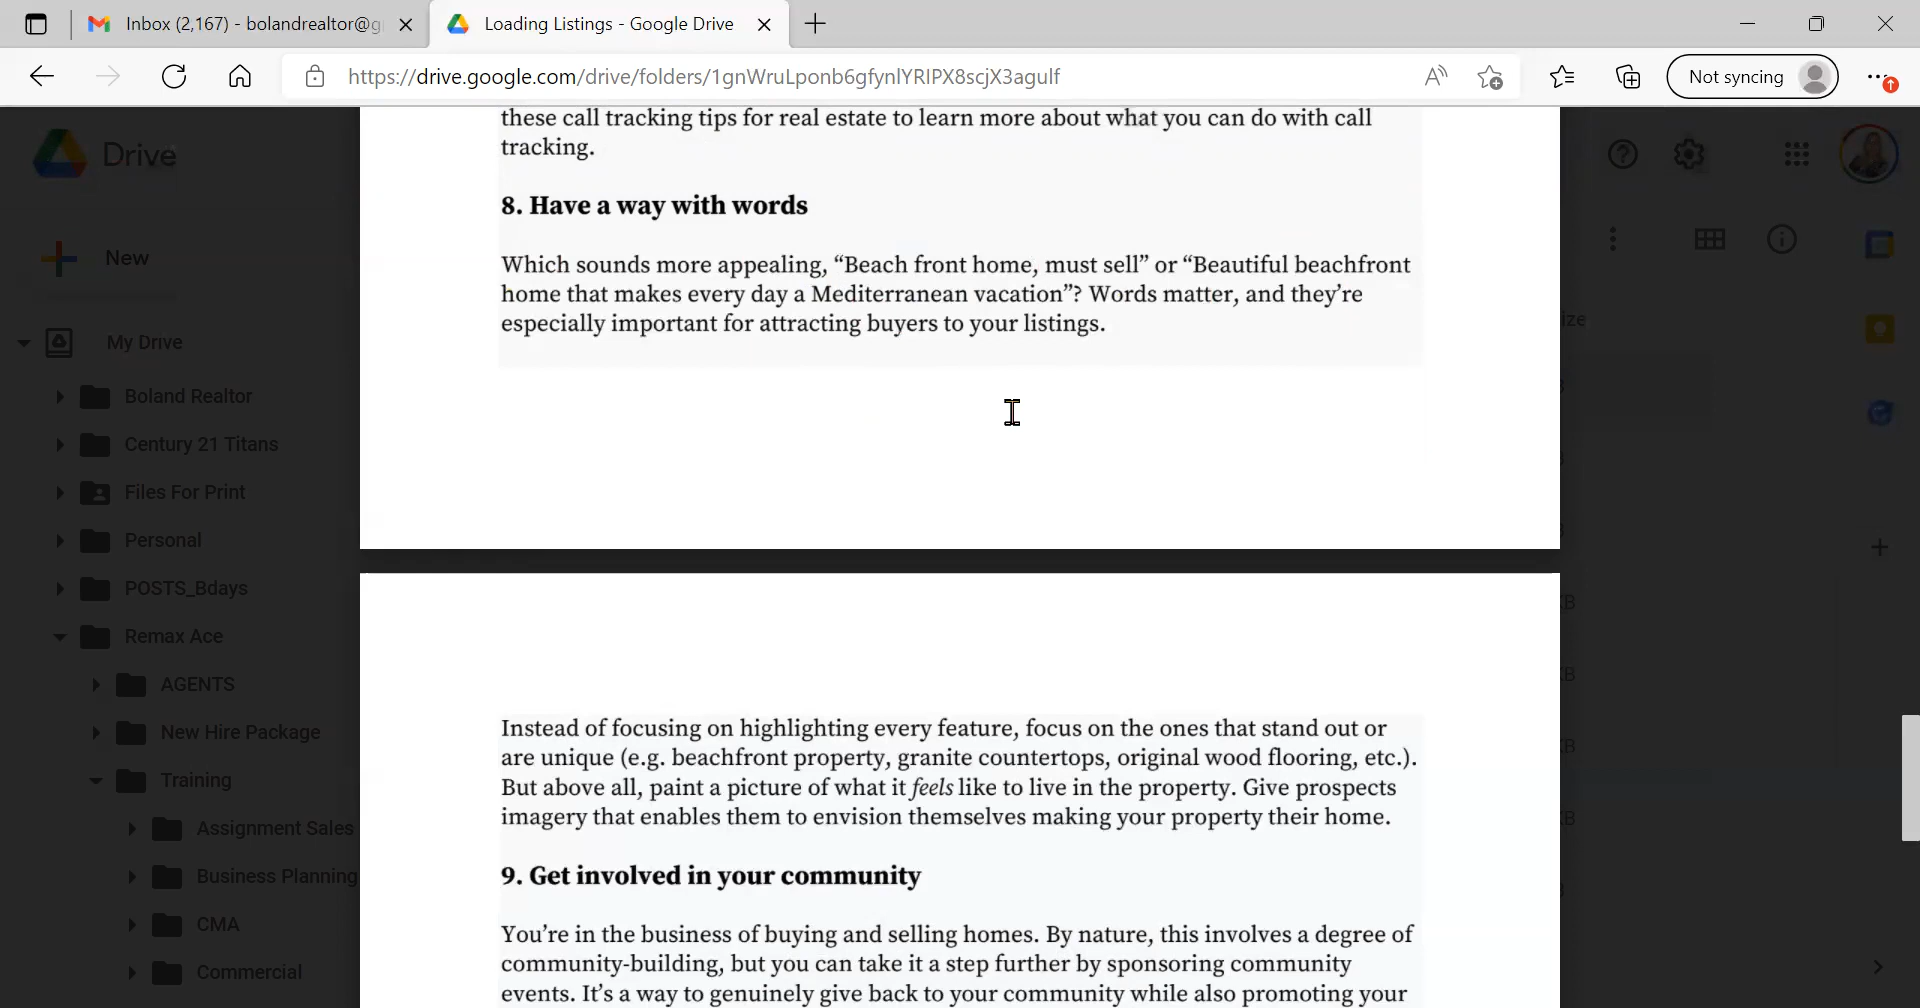 Inbox (2,167) - bolandrealtor@g
Loading Listings - Google Drive
https://drive.google.com/drive/folders/1gnWruLponb6gfynlYRIPX8scjX3agulf
Not syncing
Drive
New
My Drive
Boland Realtor
Century 21 Titans
Files For Print
Personal
POSTS_Bdays
Remax Ace
AGENTS
New Hire Package
Training
Assignment Sales
Business Planning
CMA
Commercial
these call tracking tips for real estate to learn more about what you can do with call
tracking.
8. Have a way with words
Which sounds more appealing, “Beach front home, must sell” or “Beautiful beachfront
home that makes every day a Mediterranean vacation”? Words matter, and they’re
especially important for attracting buyers to your listings.
Instead of focusing on highlighting every feature, focus on the ones that stand out or
are unique (e.g. beachfront property, granite countertops, original wood flooring, etc.).
But above all, paint a picture of what it feels like to live in the property. Give prospects
imagery that enables them to envision themselves making your property their home.
9. Get involved in your community
You’re in the business of buying and selling homes. By nature, this involves a degree of
community-building, but you can take it a step further by sponsoring community
events. It’s a way to genuinely give back to your community while also promoting your